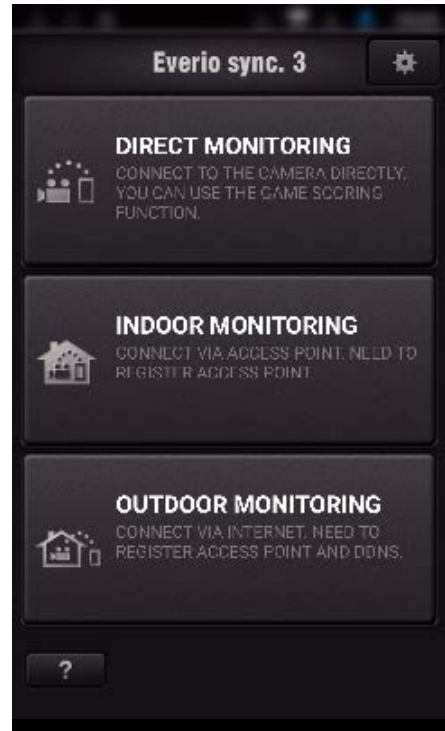 Everio sync. 3
DIRECT MONITORING
CONNECT TO THE CAMERA DIRECTLY.
YOU CAN USE THE GAME SCORING
FUNCTION.
INDOOR MONITORING
CONNECT VIA ACCESS POINT. NEED TO
REGISTER ACCESS POINT.
OUTDOOR MONITORING
CONNECT VIA INTERNET. NEED TO
REGISTER ACCESS POINT AND DDNS.
?